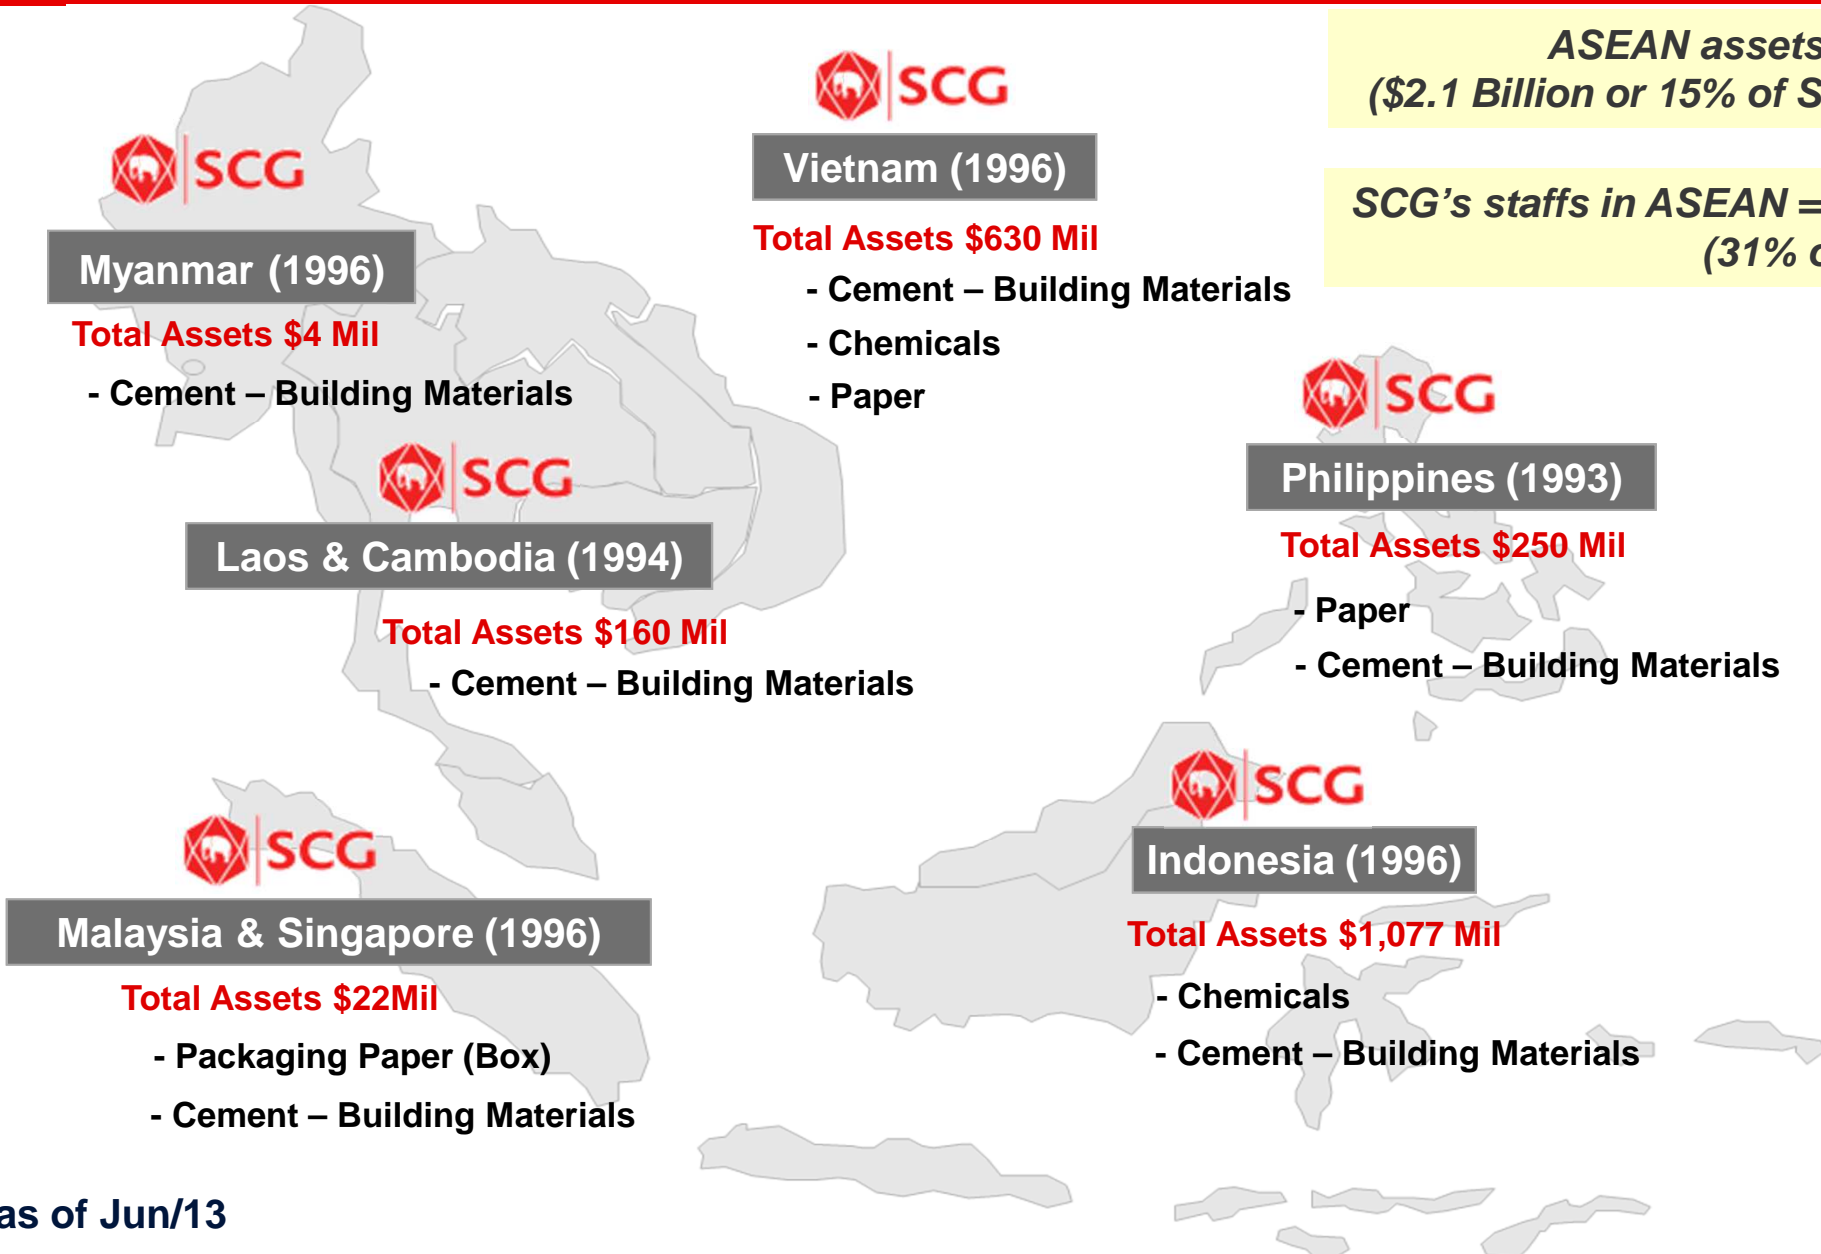 ASEAN assets
($2.1 Billion or 15% of S
SCG’s staffs in ASEAN =
(31% o
SCG
Vietnam (1996)
Total Assets $630 Mil
- Cement – Building Materials
- Chemicals
- Paper
SCG
Myanmar (1996)
Total Assets $4 Mil
- Cement – Building Materials
SCG
Laos & Cambodia (1994)
Total Assets $160 Mil
- Cement – Building Materials
SCG
Philippines (1993)
Total Assets $250 Mil
- Paper
- Cement – Building Materials
SCG
Malaysia & Singapore (1996)
Total Assets $22Mil
- Packaging Paper (Box)
- Cement – Building Materials
SCG
Indonesia (1996)
Total Assets $1,077 Mil
- Chemicals
- Cement – Building Materials
as of Jun/13